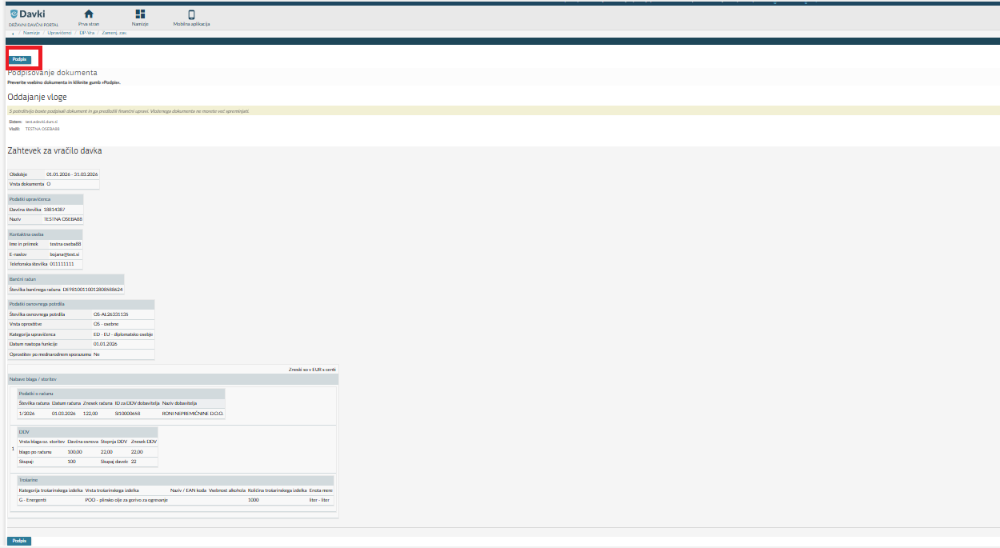 Davki
DRŽAVNI DAVČNI PORTAL
Prva stran
Namizje
Mobilna aplikacija
/ Namizje / Upravičenci / DP-Vra / Zamenj. zav.
Podpis
Podpisovanje dokumenta
Preverite vsebino dokumenta in kliknite gumb »Podpis«.
Oddajanje vloge
S potrditvijo boste podpisali dokument in ga predložili finančni upravi. Vloženega dokumenta ne morete več spreminjati.
Sistem: test.edavki.durs.si
Vložil: TESTNA OSEBA88
Zahtevek za vračilo davka
Obdobje 01.01.2026 - 31.03.2026
Vrsta dokumenta O
Podatki upravičenca
Davčna številka 18814387
Naziv TESTNA OSEBA88
Kontaktna oseba
Ime in priimek testna oseba88
E-naslov bojana@test.si
Telefonska številka 011111111
Bančni račun
Številka bančnega računa DE98100110012808588624
Podatki osnovnega potrdila
Številka osnovnega potrdila OS-AL26331135
Vrsta oprostitve OS - osebne
Kategorija upravičenca ED - EU - diplomatsko osebje
Datum nastopa funkcije 01.01.2026
Oprostitev po mednarodnem sporazumu Ne
Zneski so v EUR s centi
Nabave blaga / storitev
Podatki o računu
Številka računa Datum računa Znesek računa ID za DDV dobavitelja Naziv dobavitelja
1/2026 01.03.2026 122,00 SI10000658 RONI NEPREMIČNINE D.O.O.
DDV
Vrsta blaga oz. storitev Davčna osnova Stopnja DDV Znesek DDV
1
blago po računu 100,00 22,00 22,00
Skupaj: 100 Skupaj davek: 22
Trošarine
Kategorija trošarinskega izdelka Vrsta trošarinskega izdelka Naziv / EAN koda Vsebnost alkohola Količina trošarinskega izdelka Enota mere
G - Energenti POO - plinsko olje za gorivo za ogrevanje 1000 liter - liter
Podpis